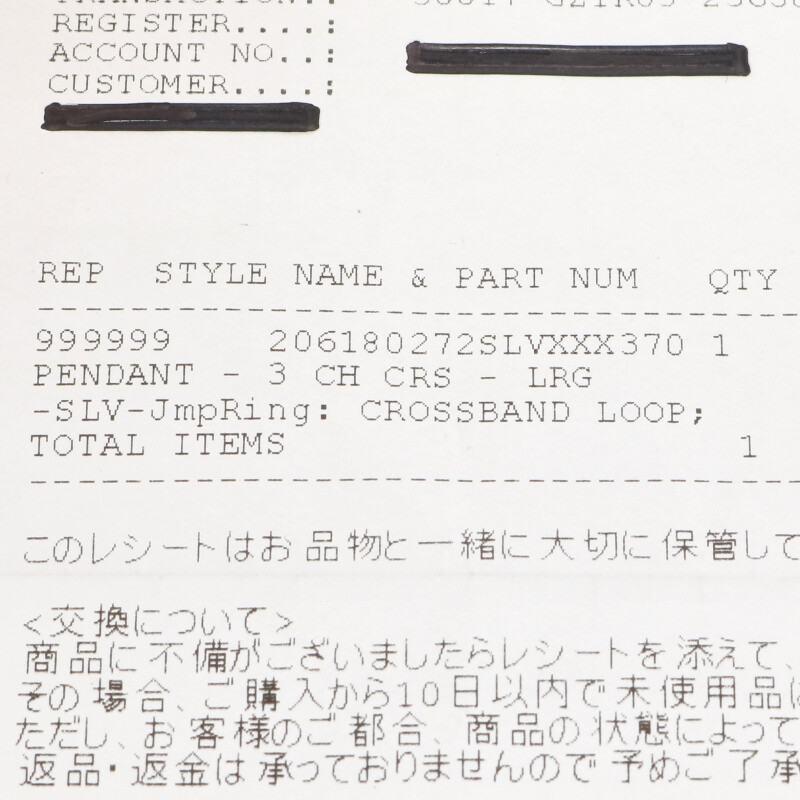 REGISTER....:
ACCOUNT NO..:
CUSTOMER....:
REP STYLE NAME & PART NUM QTY
999999 206180272SLVXXX370 1
PENDANT - 3 CH CRS - LRG
-SLV-JmpRing: CROSSBAND LOOP;
TOTAL ITEMS 1
このレシートはお品物と一緒に大切に保管して
<交換について>
商品に不備がございましたらレシートを添えて、
その場合、ご購入から10日以内で未使用品に
ただし、お客様のご都合、商品の状態によって
返品・返金は承っておりませんので予めご了承